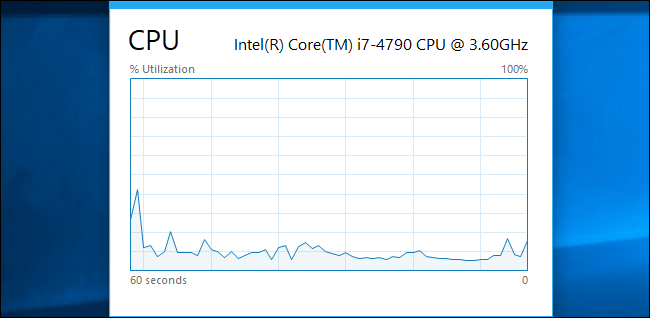 CPU
Intel(R) Core(TM) i7-4790 CPU @ 3.60GHz
% Utilization
100%
60 seconds
0